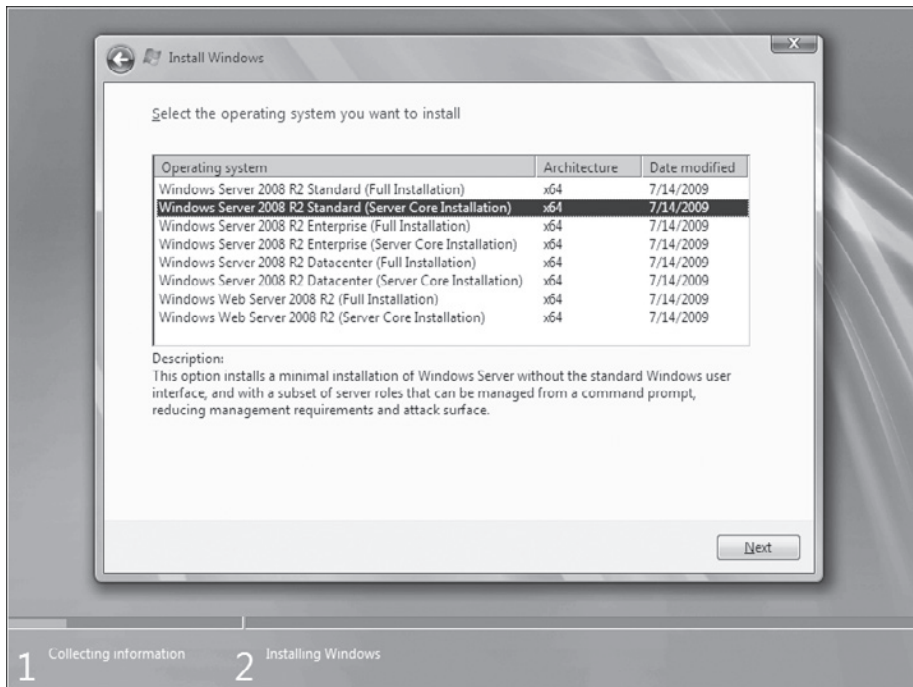 Install Windows
X
Select the operating system you want to install
Operating system Architecture Date modified
Windows Server 2008 R2 Standard (Full Installation) x64 7/14/2009
Windows Server 2008 R2 Standard (Server Core Installation) x64 7/14/2009
Windows Server 2008 R2 Enterprise (Full Installation) x64 7/14/2009
Windows Server 2008 R2 Enterprise (Server Core Installation) x64 7/14/2009
Windows Server 2008 R2 Datacenter (Full Installation) x64 7/14/2009
Windows Server 2008 R2 Datacenter (Server Core Installation) x64 7/14/2009
Windows Web Server 2008 R2 (Full Installation) x64 7/14/2009
Windows Web Server 2008 R2 (Server Core Installation) x64 7/14/2009
Description:
This option installs a minimal installation of Windows Server without the standard Windows user
interface, and with a subset of server roles that can be managed from a command prompt,
reducing management requirements and attack surface.
Next
1 Collecting information 2 Installing Windows